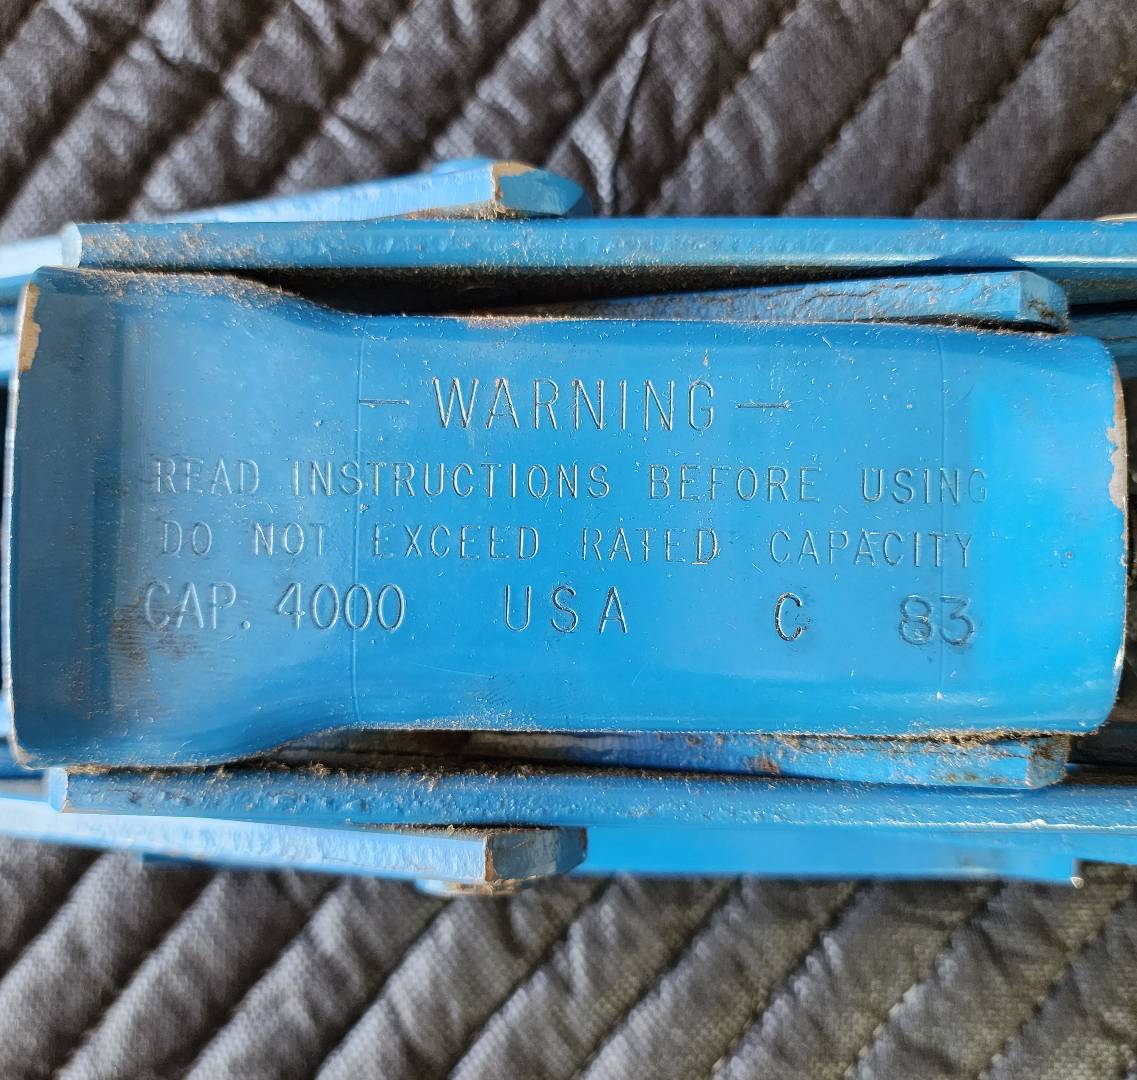 — WARNING —
READ INSTRUCTIONS BEFORE USING
DO NOT EXCEED RATED CAPACITY
CAP. 4000 USA C 83